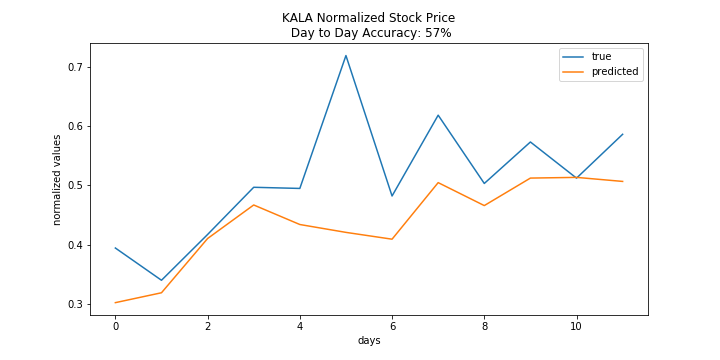 KALA Normalized Stock Price
Day to Day Accuracy: 57%
true
predicted
0.7
0.6
0.5
0.4
0.3
normalized values
0 2 4 6 8 10
days